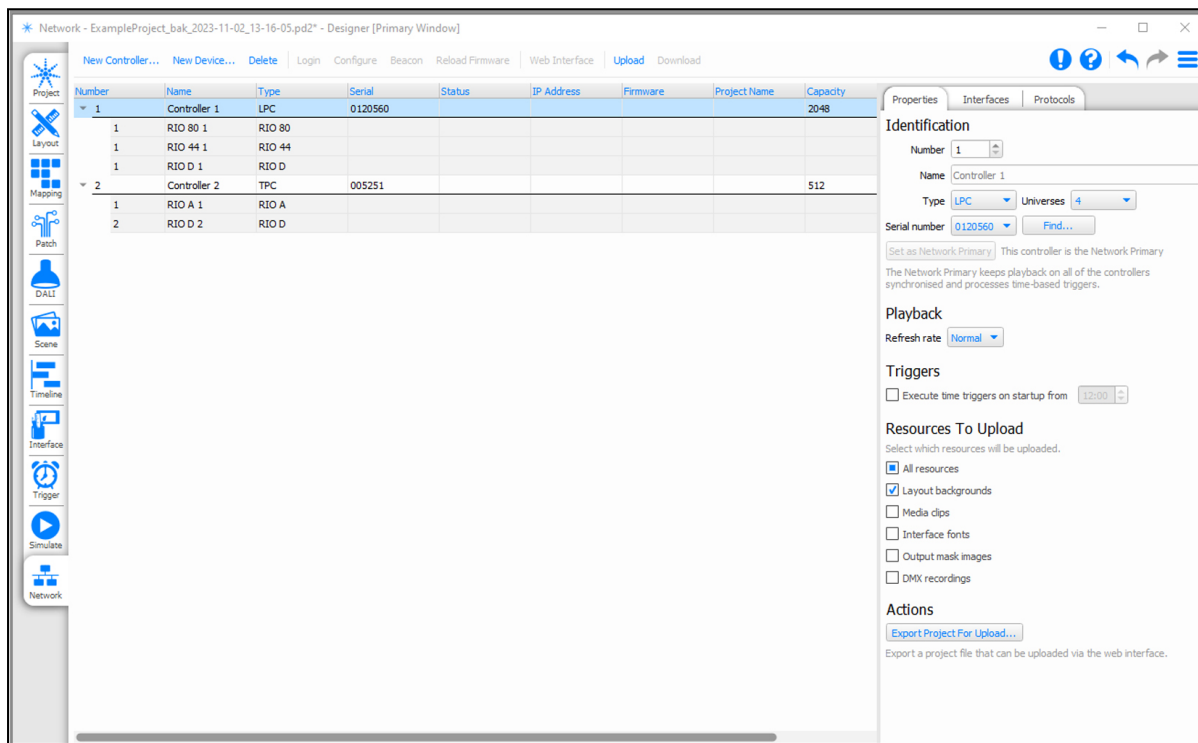 Network - ExampleProject_bak_2023-11-02_13-16-05.pd2* - Designer [Primary Window]
New Controller... New Device... Delete Login Configure Beacon Reload Firmware Web Interface Upload Download
Project
Layout
Mapping
Patch
DALI
Scene
Timeline
Interface
Trigger
Simulate
Network
Number Name Type Serial Status IP Address Firmware Project Name Capacity
1 Controller 1 LPC 0120560 2048
1 RIO 80 1 RIO 80
1 RIO 44 1 RIO 44
1 RIO D 1 RIO D
2 Controller 2 TPC 005251 512
1 RIO A 1 RIO A
2 RIO D 2 RIO D
Properties Interfaces Protocols
Identification
Number 1
Name Controller 1
Type LPC Universes 4
Serial number 0120560 Find...
Set as Network Primary This controller is the Network Primary
The Network Primary keeps playback on all of the controllers
synchronised and processes time-based triggers.
Playback
Refresh rate Normal
Triggers
Execute time triggers on startup from 12:00
Resources To Upload
Select which resources will be uploaded.
All resources
Layout backgrounds
Media clips
Interface fonts
Output mask images
DMX recordings
Actions
Export Project For Upload...
Export a project file that can be uploaded via the web interface.